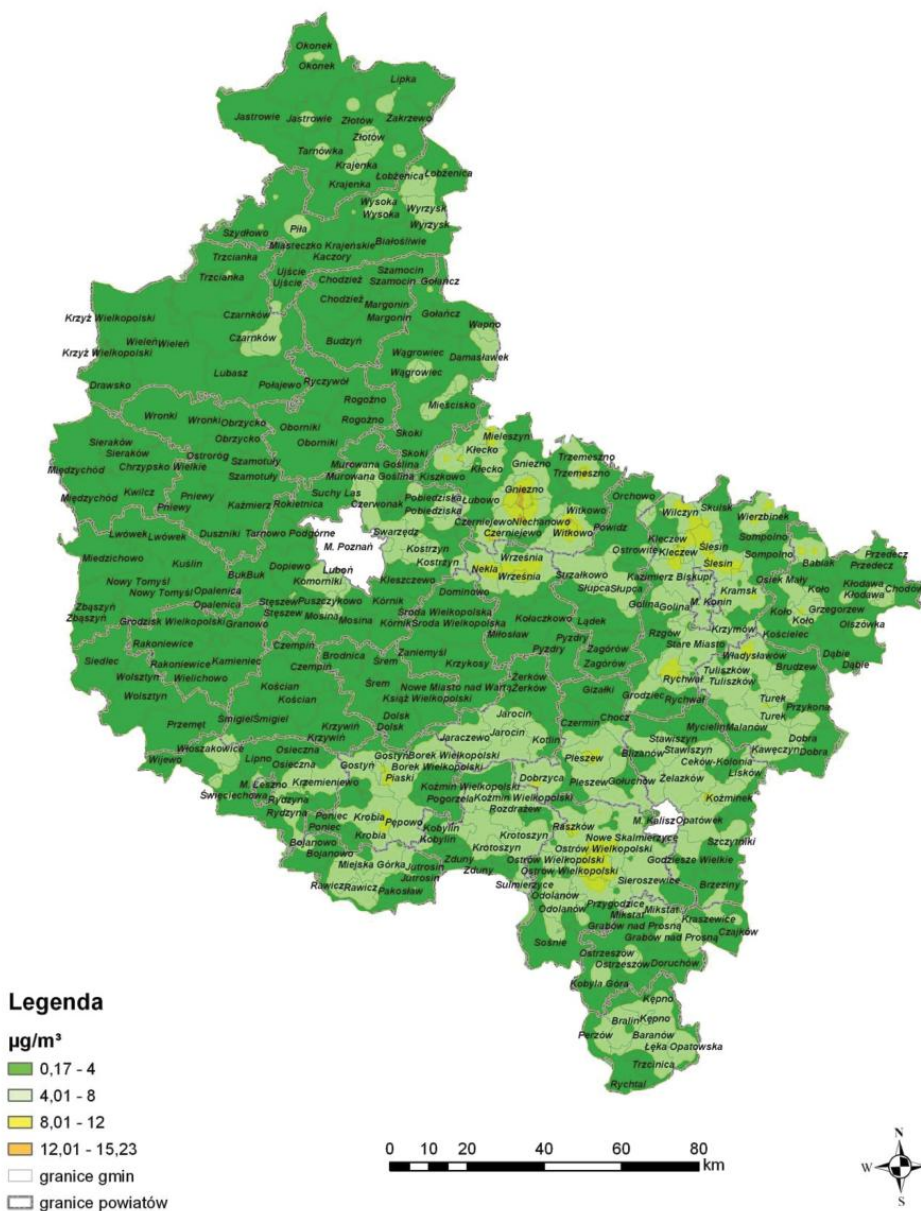 Okonek
Okonek
Lipka
Jastrowie
Jastrowie
Złotów
Zakrzewo
Złotów
Tarnówka
Krajenka
Krajenka
Łobżenica
Łobżenica
Wysoka
Wysoka
Wyrzysk
Wyrzysk
Szydłowo
Piła
Miasteczko Krajeńskie
Białośliwie
Kaczory
Trzcianka
Trzcianka
Ujście
Ujście
Chodzież
Chodzież
Szamocin
Szamocin
Gołańcz
Gołańcz
Margonin
Margonin
Krzyż Wielkopolski
Krzyż Wielkopolski
Czarnków
Czarnków
Wieleń
Wieleń
Budzyń
Wapno
Damasławek
Wągrowiec
Wągrowiec
Lubasz
Drawsko
Połajewo
Ryczywół
Rogoźno
Rogoźno
Mieścisko
Wronki
Wronki
Obrzycko
Obrzycko
Oborniki
Oborniki
Skoki
Skoki
Sieraków
Sieraków
Ostroróg
Chrzypsko Wielkie
Międzychód
Międzychód
Szamotuły
Szamotuły
Murowana Goślina
Murowana Goślina
Kiszkowo
Kłecko
Kłecko
Mieleszyn
Gniezno
Gniezno
Trzemeszno
Trzemeszno
Kwilcz
Pniewy
Pniewy
Kaźmierz
Rokietnica
Suchy Las
Czerwonak
Pobiedziska
Pobiedziska
Łubowo
Orchowo
Witkowo
Witkowo
Powidz
Czerniejewo
Czerniejewo
Niechanowo
Lwówek
Lwówek
Duszniki
Tarnowo Podgórne
M. Poznań
Swarzędz
Kostrzyn
Kostrzyn
Wilczyn
Skulsk
Wierzbinek
Kleczew
Kleczew
Ślesin
Ślesin
Sompolno
Sompolno
Ostrowite
Miedzichowo
Kuślin
Buk
Buk
Dopiewo
Luboń
Komorniki
Kleszczewo
Nekla
Września
Września
Strzałkowo
Słupca
Słupca
Kazimierz Biskupi
Kramsk
Osiek Mały
Babiak
Przedecz
Przedecz
Kłodawa
Kłodawa
Chodów
Nowy Tomyśl
Nowy Tomyśl
Opalenica
Opalenica
Zbąszyń
Zbąszyń
Grodzisk Wielkopolski
Granowo
Stęszew
Stęszew
Puszczykowo
Mosina
Mosina
Kórnik
Kórnik
Dominowo
Środa Wielkopolska
Środa Wielkopolska
Kołaczkowo
Miłosław
Lądek
Golina
Golina
M. Konin
Koło
Koło
Grzegorzew
Olszówka
Kościelec
Krzymów
Rzgów
Stare Miasto
Dąbie
Dąbie
Rakoniewice
Rakoniewice
Siedlec
Wolsztyn
Wolsztyn
Wielichowo
Kamieniec
Czempiń
Czempiń
Brodnica
Śrem
Śrem
Zaniemyśl
Krzykosy
Pyzdry
Pyzdry
Zagórów
Zagórów
Rychwał
Rychwał
Grodziec
Tuliszków
Tuliszków
Władysławów
Brudzew
Turek
Turek
Przykona
Kościan
Kościan
Nowe Miasto nad Wartą
Książ Wielkopolski
Żerków
Żerków
Gizałki
Przemęt
Śmigiel
Śmigiel
Krzywiń
Krzywiń
Dolsk
Dolsk
Jaraczewo
Jarocin
Jarocin
Kotlin
Czermin
Chocz
Mycielin
Malanów
Dobra
Dobra
Kawęczyn
Wijewo
Włoszakowice
Lipno
Osieczna
Osieczna
Gostyń
Gostyń
Borek Wielkopolski
Borek Wielkopolski
Piaski
Pleszew
Pleszew
Blizanów
Stawiszyn
Stawiszyn
Ceków-Kolonia
Lisków
Żelazków
Gołuchów
Dobrzyca
Święciechowa
M. Leszno
Krzemieniewo
Rydzyna
Rydzyna
Koźmin Wielkopolski
Koźmin Wielkopolski
Pogorzela
Rozdrażew
Koźminek
M. Kalisz
Opatówek
Poniec
Poniec
Krobia
Krobia
Pępowo
Kobylin
Kobylin
Krotoszyn
Krotoszyn
Raszków
Nowe Skalmierzyce
Szczytniki
Bojanowo
Bojanowo
Ostrów Wielkopolski
Ostrów Wielkopolski
Ostrów Wielkopolski
Godziesze Wielkie
Miejska Górka
Jutrosin
Jutrosin
Zduny
Zduny
Rawicz
Rawicz
Pakosław
Sulmierzyce
Sieroszewice
Brzeziny
Odolanów
Odolanów
Przygodzice
Mikstat
Mikstat
Kraszewice
Czajków
Grabów nad Prosną
Grabów nad Prosną
Sośnie
Ostrzeszów
Ostrzeszów
Doruchów
Kobyla Góra
Kępno
Kępno
Bralin
Perzów
Baranów
Łęka Opatowska
Trzcinica
Rychtal
Legenda
µg/m³
0,17 - 4
4,01 - 8
8,01 - 12
12,01 - 15,23
granice gmin
granice powiatów
0 20 40 60 80
km
N
W
S